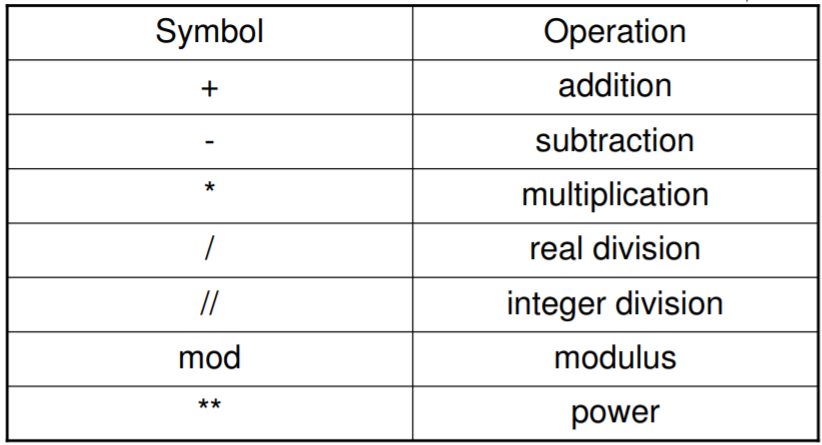 Symbol Operation
+ addition
- subtraction
* multiplication
/ real division
// integer division
mod modulus
** power